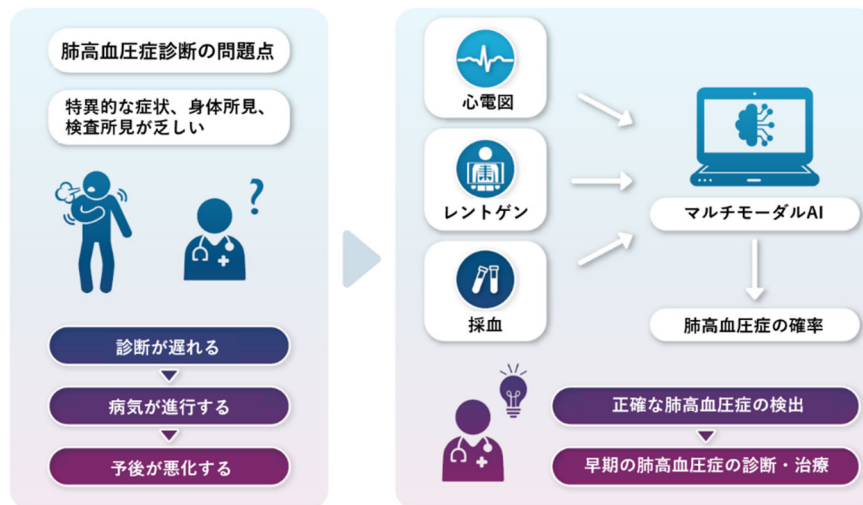 肺高血圧症診断の問題点
特異的な症状、身体所見、
検査所見が乏しい
?
診断が遅れる
病気が進行する
予後が悪化する
心電図
レントゲン
採血
マルチモーダルAI
肺高血圧症の確率
正確な肺高血圧症の検出
早期の肺高血圧症の診断・治療